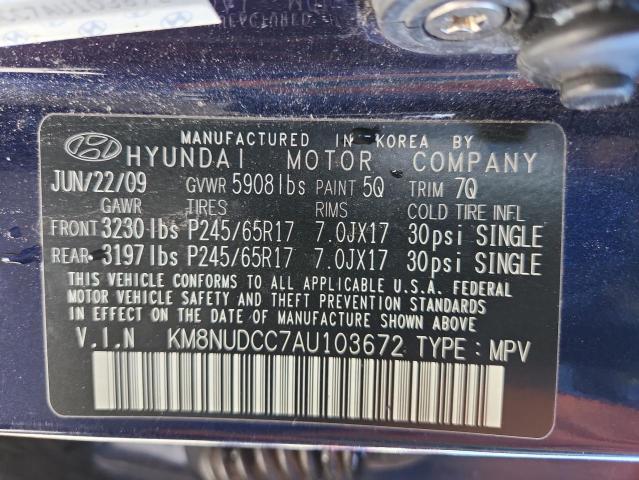 MANUFACTURED IN KOREA BY
HYUNDAI MOTOR COMPANY
JUN/22/09 GVWR 5908lbs PAINT 5Q TRIM 7Q
GAWR TIRES RIMS COLD TIRE INFL
FRONT 3230lbs P245/65R17 7.0JX17 30psi SINGLE
REAR 3197lbs P245/65R17 7.0JX17 30psi SINGLE
THIS VEHICLE CONFORMS TO ALL APPLICABLE U.S.A. FEDERAL
MOTOR VEHICLE SAFETY AND THEFT PREVENTION STANDARDS
IN EFFECT ON THE DATE OF MANUFACTURE SHOWN ABOVE
V.I.N KM8NUDCC7AU103672 TYPE : MPV